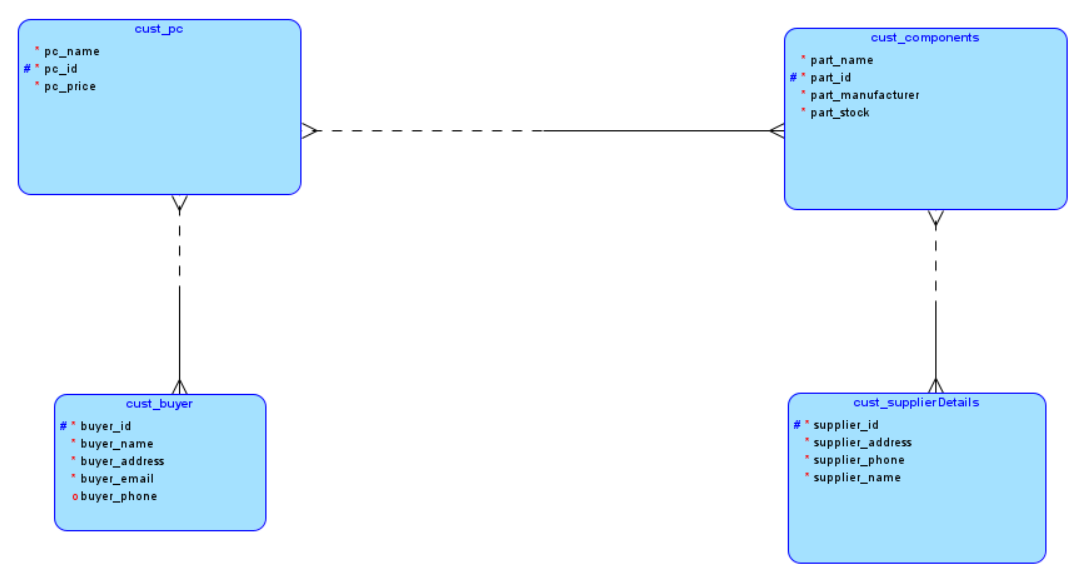 cust_pc
* pc_name
# * pc_id
* pc_price
cust_components
* part_name
# * part_id
* part_manufacturer
* part_stock
cust_buyer
# * buyer_id
* buyer_name
* buyer_address
* buyer_email
o buyer_phone
cust_supplierDetails
# * supplier_id
* supplier_address
* supplier_phone
* supplier_name